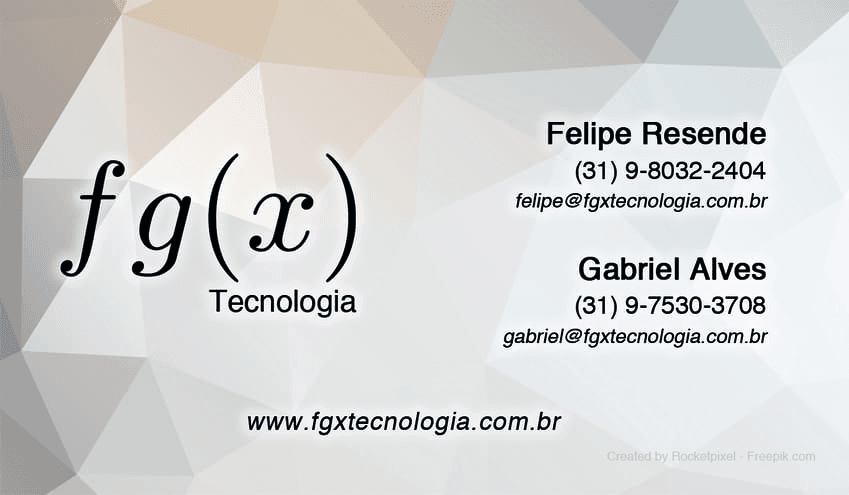 fg(x)
Tecnologia
Felipe Resende
(31) 9-8032-2404
felipe@fgxtecnologia.com.br
Gabriel Alves
(31) 9-7530-3708
gabriel@fgxtecnologia.com.br
www.fgxtecnologia.com.br
Created by Rocketpixel - Freepik.com